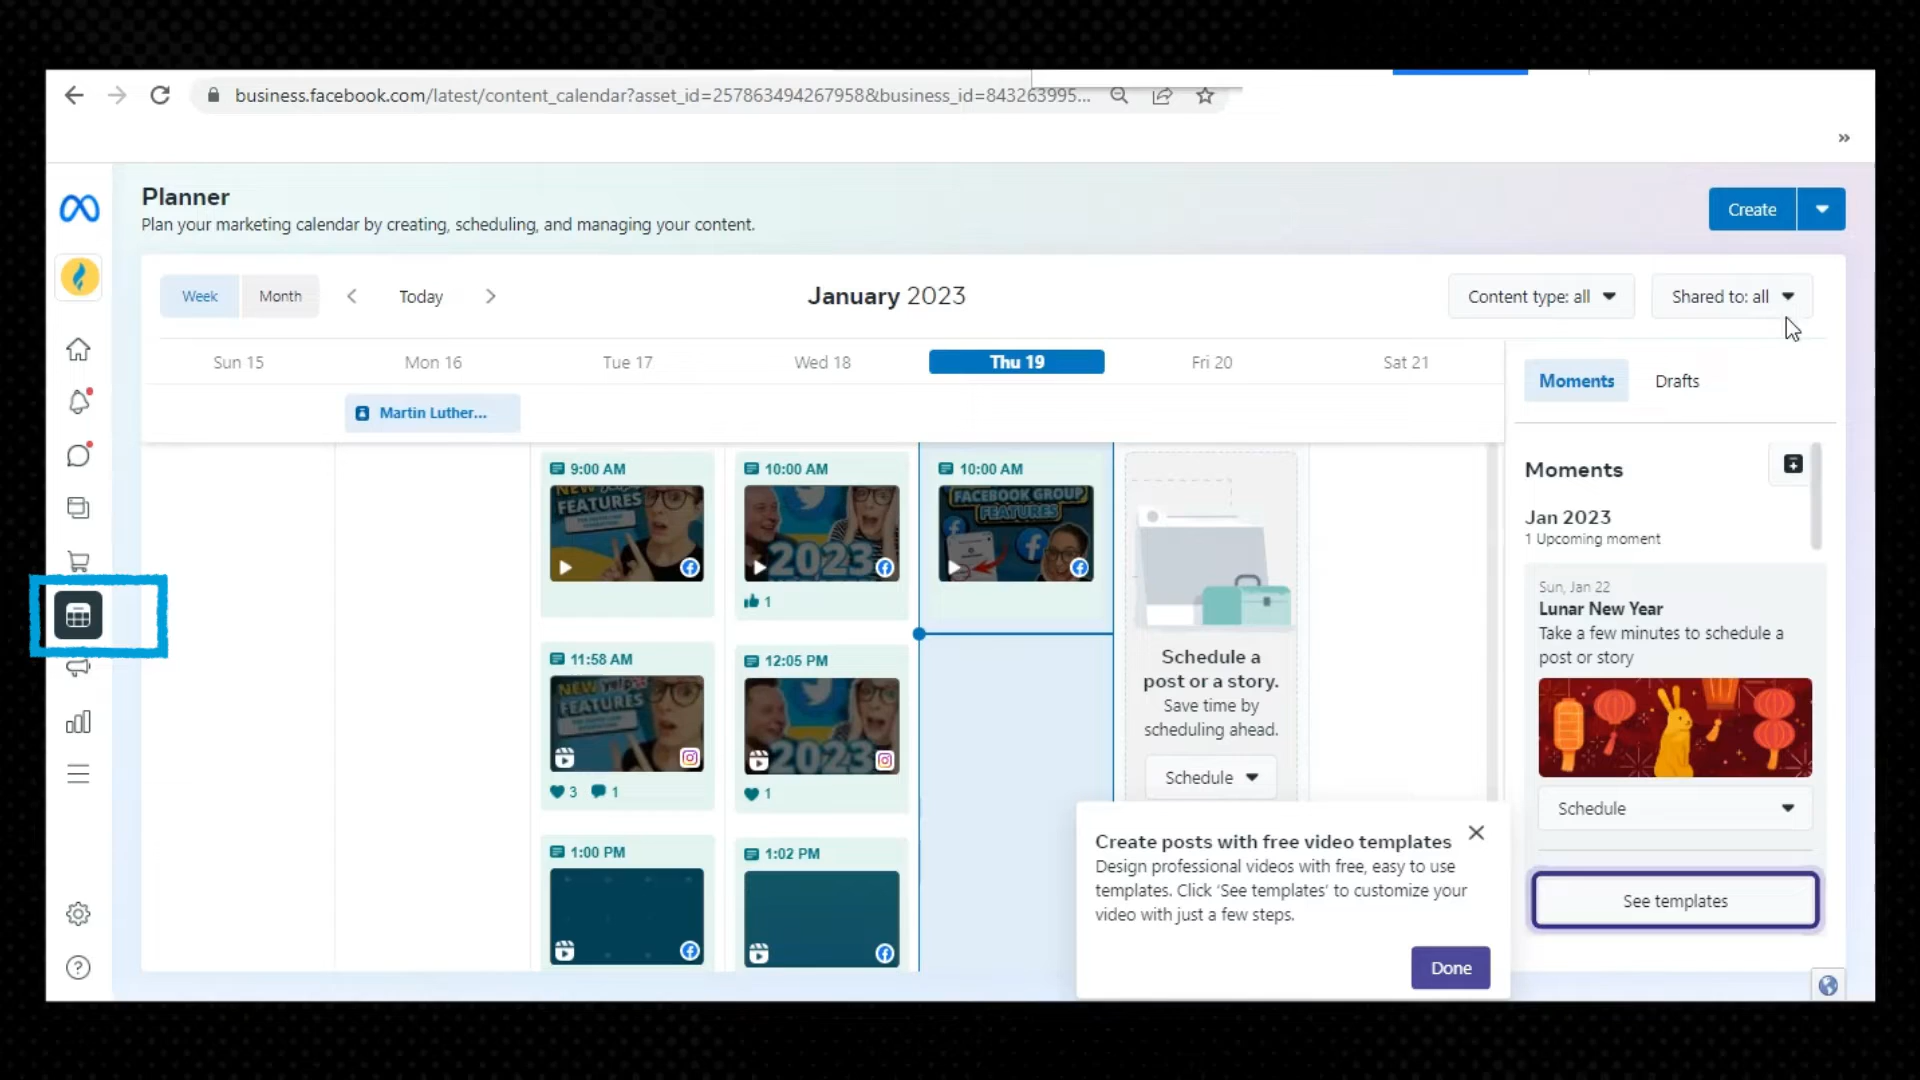 business.facebook.com/latest/content_calendar?asset_id=257863494267958&business_id=843263995...
»
Planner
Plan your marketing calendar by creating, scheduling, and managing your content.
Create
Week
Month
Today
January 2023
Content type: all
Shared to: all
Sun 15
Mon 16
Tue 17
Wed 18
Thu 19
Fri 20
Sat 21
Martin Luther...
9:00 AM
NEW yelp
FEATURES
10:00 AM
2023
1
10:00 AM
FACEBOOK GROUP
FEATURES
11:58 AM
NEW yelp
FEATURES
3
1
12:05 PM
2023
1
1:00 PM
1:02 PM
Schedule a
post or a story.
Save time by
scheduling ahead.
Schedule
Create posts with free video templates
Design professional videos with free, easy to use
templates. Click 'See templates' to customize your
video with just a few steps.
Done
Moments
Drafts
Moments
Jan 2023
1 Upcoming moment
Sun, Jan 22
Lunar New Year
Take a few minutes to schedule a
post or story
Schedule
See templates